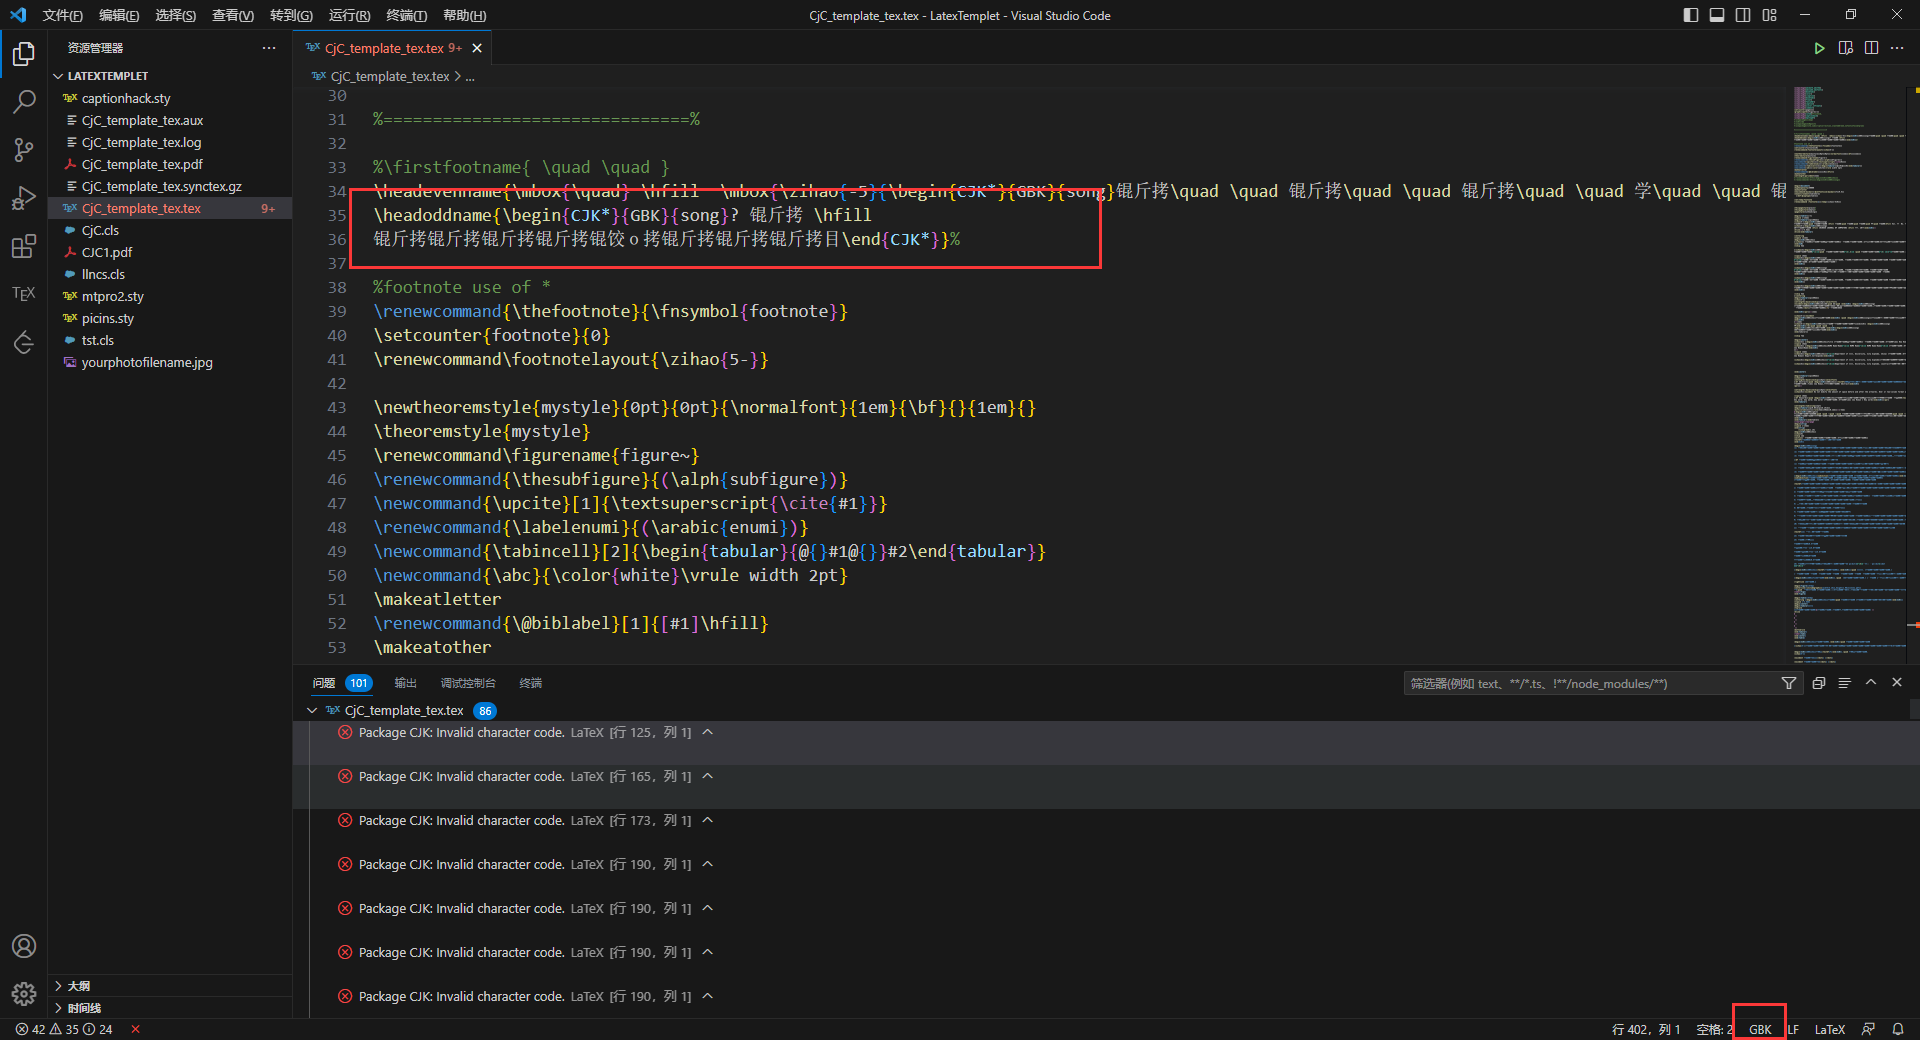 文件(F) 编辑(E) 选择(S) 查看(V) 转到(G) 运行(R) 终端(T) 帮助(H)
CjC_template_tex.tex - LatexTemplet - Visual Studio Code
资源管理器
LATEXTEMPLET
captionhack.sty
CjC_template_tex.aux
CjC_template_tex.log
CjC_template_tex.pdf
CjC_template_tex.synctex.gz
CjC_template_tex.tex 9+
CjC.cls
CJC1.pdf
llncs.cls
mtpro2.sty
picins.sty
tst.cls
yourphotofilename.jpg
大纲
时间线
CjC_template_tex.tex 9+
CjC_template_tex.tex > ...
30
31 %===============================%
32
33 %\firstfootname{ \quad \quad }
34 \headevenname{\mbox{\quad} \hfill \mbox{\zihao{-5}{\begin{CJK*}{GBK}{song}锟斤拷\quad \quad 锟斤拷\quad \quad 锟斤拷\quad \quad 学\quad \quad 锟
35 \headoddname{\begin{CJK*}{GBK}{song}? 锟斤拷 \hfill
36 锟斤拷锟斤拷锟斤拷锟斤拷锟饺ｏ拷锟斤拷锟斤拷锟斤拷目\end{CJK*}}%
37
38 %footnote use of *
39 \renewcommand{\thefootnote}{\fnsymbol{footnote}}
40 \setcounter{footnote}{0}
41 \renewcommand\footnotelayout{\zihao{5-}}
42
43 \newtheoremstyle{mystyle}{0pt}{0pt}{\normalfont}{1em}{\bf}{}{1em}{}
44 \theoremstyle{mystyle}
45 \renewcommand\figurename{figure~}
46 \renewcommand{\thesubfigure}{(\alph{subfigure})}
47 \newcommand{\upcite}[1]{\textsuperscript{\cite{#1}}}
48 \renewcommand{\labelenumi}{(\arabic{enumi})}
49 \newcommand{\tabincell}[2]{\begin{tabular}{@{}#1@{}}#2\end{tabular}}
50 \newcommand{\abc}{\color{white}\vrule width 2pt}
51 \makeatletter
52 \renewcommand{\@biblabel}[1]{[#1]\hfill}
53 \makeatother
问题 101 输出 调试控制台 终端
筛选器(例如 text、**/*.ts、!**/node_modules/**)
CjC_template_tex.tex 86
Package CJK: Invalid character code. LaTeX [行 125，列 1]
Package CJK: Invalid character code. LaTeX [行 165，列 1]
Package CJK: Invalid character code. LaTeX [行 173，列 1]
Package CJK: Invalid character code. LaTeX [行 190，列 1]
Package CJK: Invalid character code. LaTeX [行 190，列 1]
Package CJK: Invalid character code. LaTeX [行 190，列 1]
Package CJK: Invalid character code. LaTeX [行 190，列 1]
42 35 24
行 402，列 1 空格: 2 GBK LF LaTeX